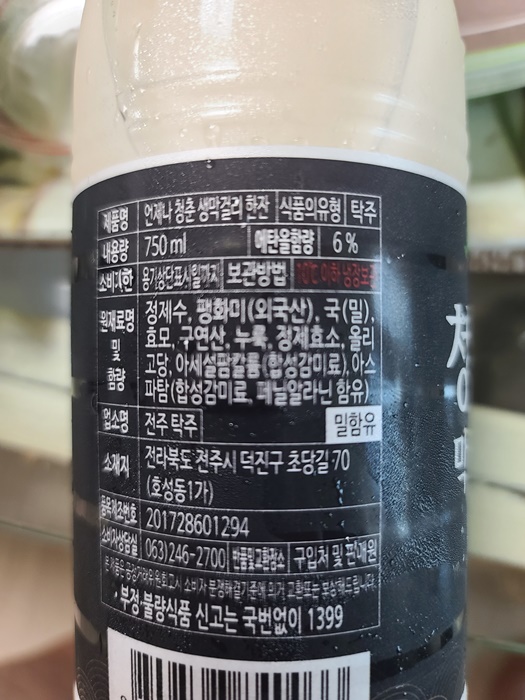 제품명 언제나 청춘 생막걸리 한잔 식품의유형 탁주
내용량 750 ml 에탄올함량 6 %
소비기한 용기상단표시일까지 보관방법 10℃ 이하 냉장보관
원재료명 및 함량 정제수, 팽화미(외국산), 국(밀),
효모, 구연산, 누룩, 정제효소, 올리
고당, 아세설팜칼륨(합성감미료), 아스
파탐(합성감미료, 페닐알라닌 함유)
업소명 전주 탁주 밀함유
소재지 전라북도 전주시 덕진구 초당길 70
(호성동1가)
품목제조번호 201728601294
소비자상담실 063)246-2700 반품및교환장소 구입처 및 판매원
부정·불량식품 신고는 국번없이 1399